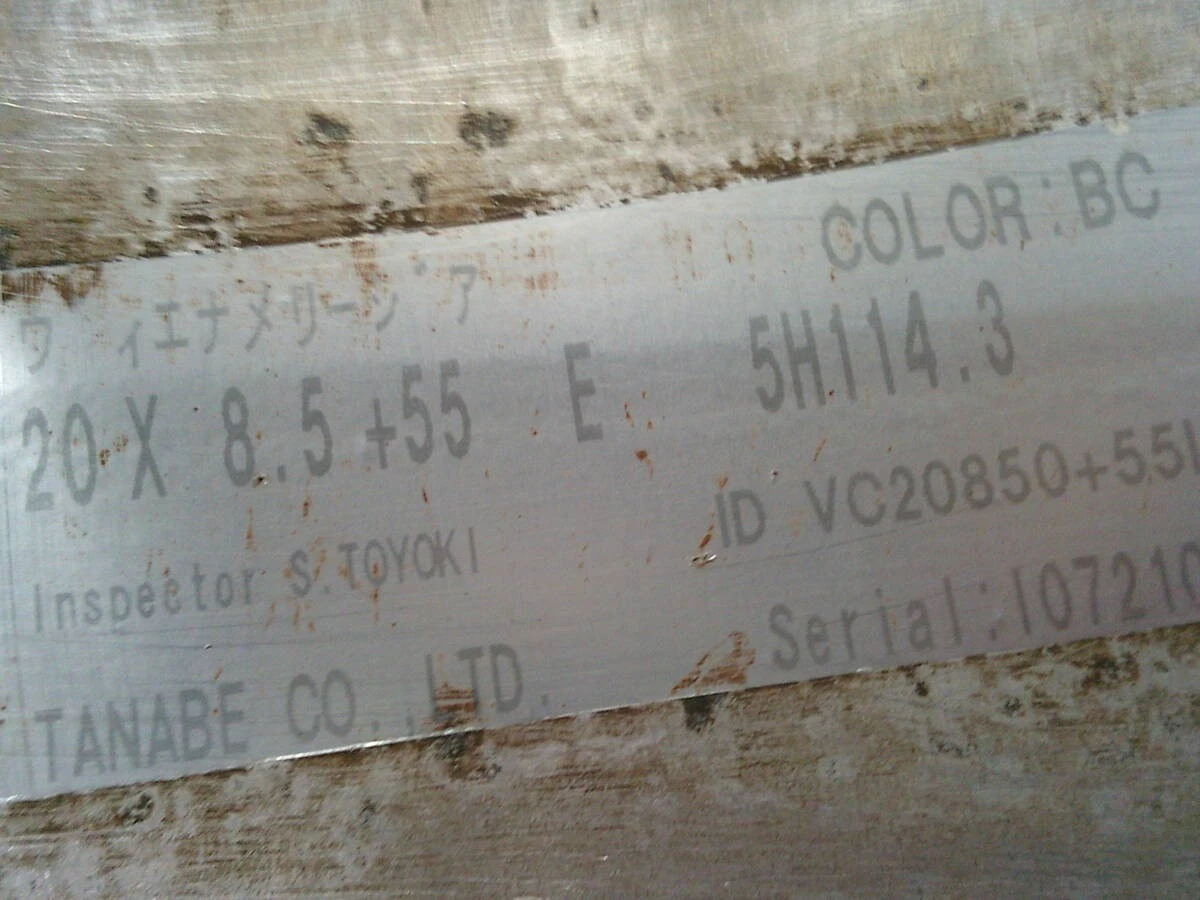 COLOR:BC
ウィエナメリージア
20 X 8.5 +55 E 5H114.3
ID VC20850+55
Inspector S.TOYOKI
Serial:I0721
TANABE CO.,LTD.